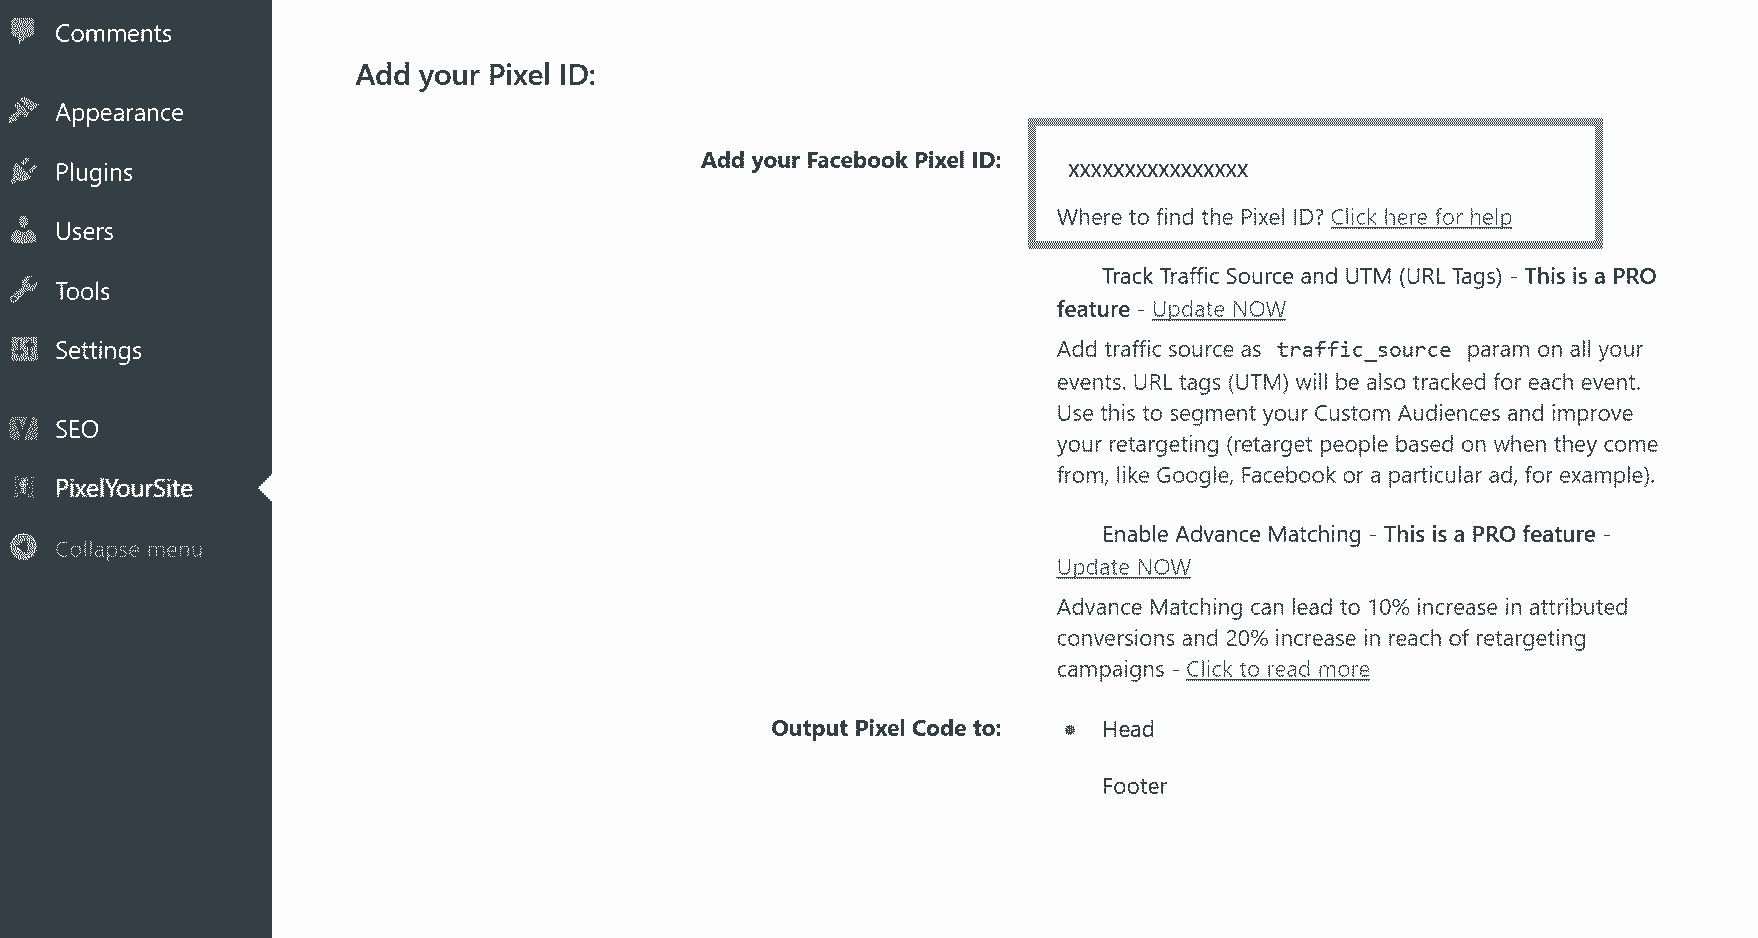 Comments
Appearance
Plugins
Users
Tools
Settings
SEO
PixelYourSite
Collapse menu
Add your Pixel ID:
Add your Facebook Pixel ID:
xxxxxxxxxxxxxxxx
Where to find the Pixel ID? Click here for help
Track Traffic Source and UTM (URL Tags) - This is a PRO
feature - Update NOW
Add traffic source as traffic_source param on all your
events. URL tags (UTM) will be also tracked for each event.
Use this to segment your Custom Audiences and improve
your retargeting (retarget people based on when they come
from, like Google, Facebook or a particular ad, for example).
Enable Advance Matching - This is a PRO feature -
Update NOW
Advance Matching can lead to 10% increase in attributed
conversions and 20% increase in reach of retargeting
campaigns - Click to read more
Output Pixel Code to:
Head
Footer